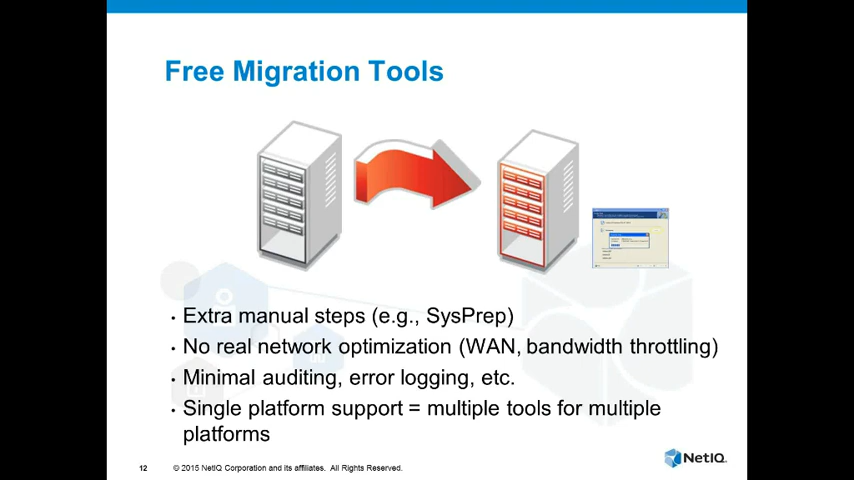 Free Migration Tools
• Extra manual steps (e.g., SysPrep)
• No real network optimization (WAN, bandwidth throttling)
• Minimal auditing, error logging, etc.
• Single platform support = multiple tools for multiple
platforms
12 © 2015 NetIQ Corporation and its affiliates. All Rights Reserved.
NetIQ.